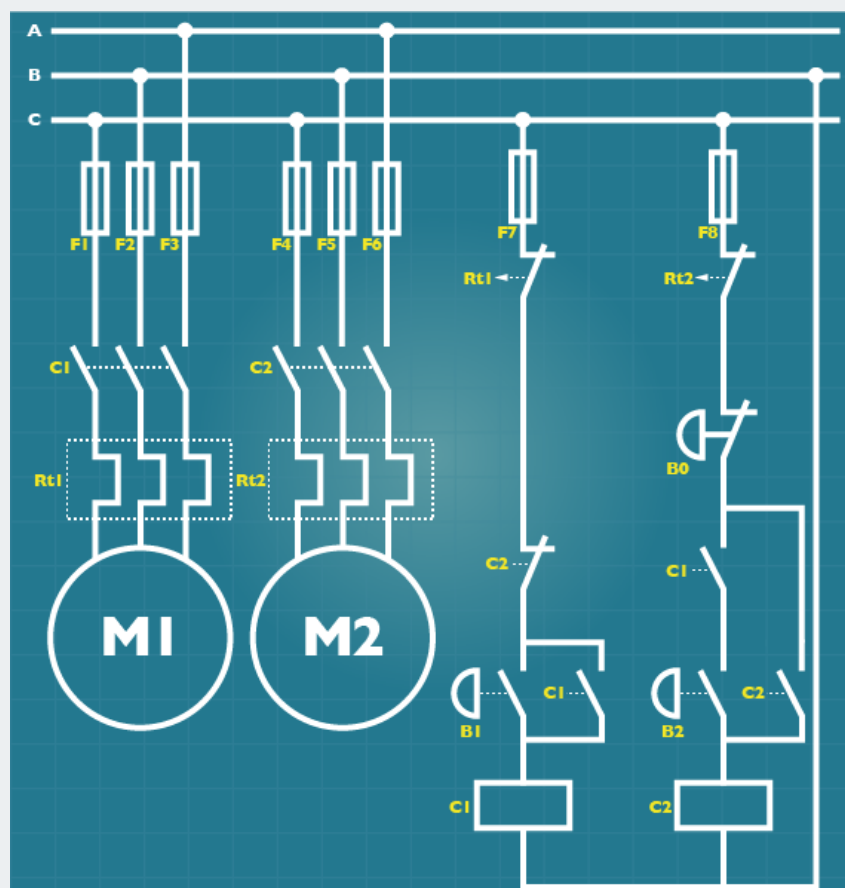 A
B
C
F1 F2 F3 F4 F5 F6 F7 F8
Rt1 Rt2
C1 C2
B0
Rt1 Rt2
C2 C1
M1 M2
C1 C2
B1 B2
C1 C2